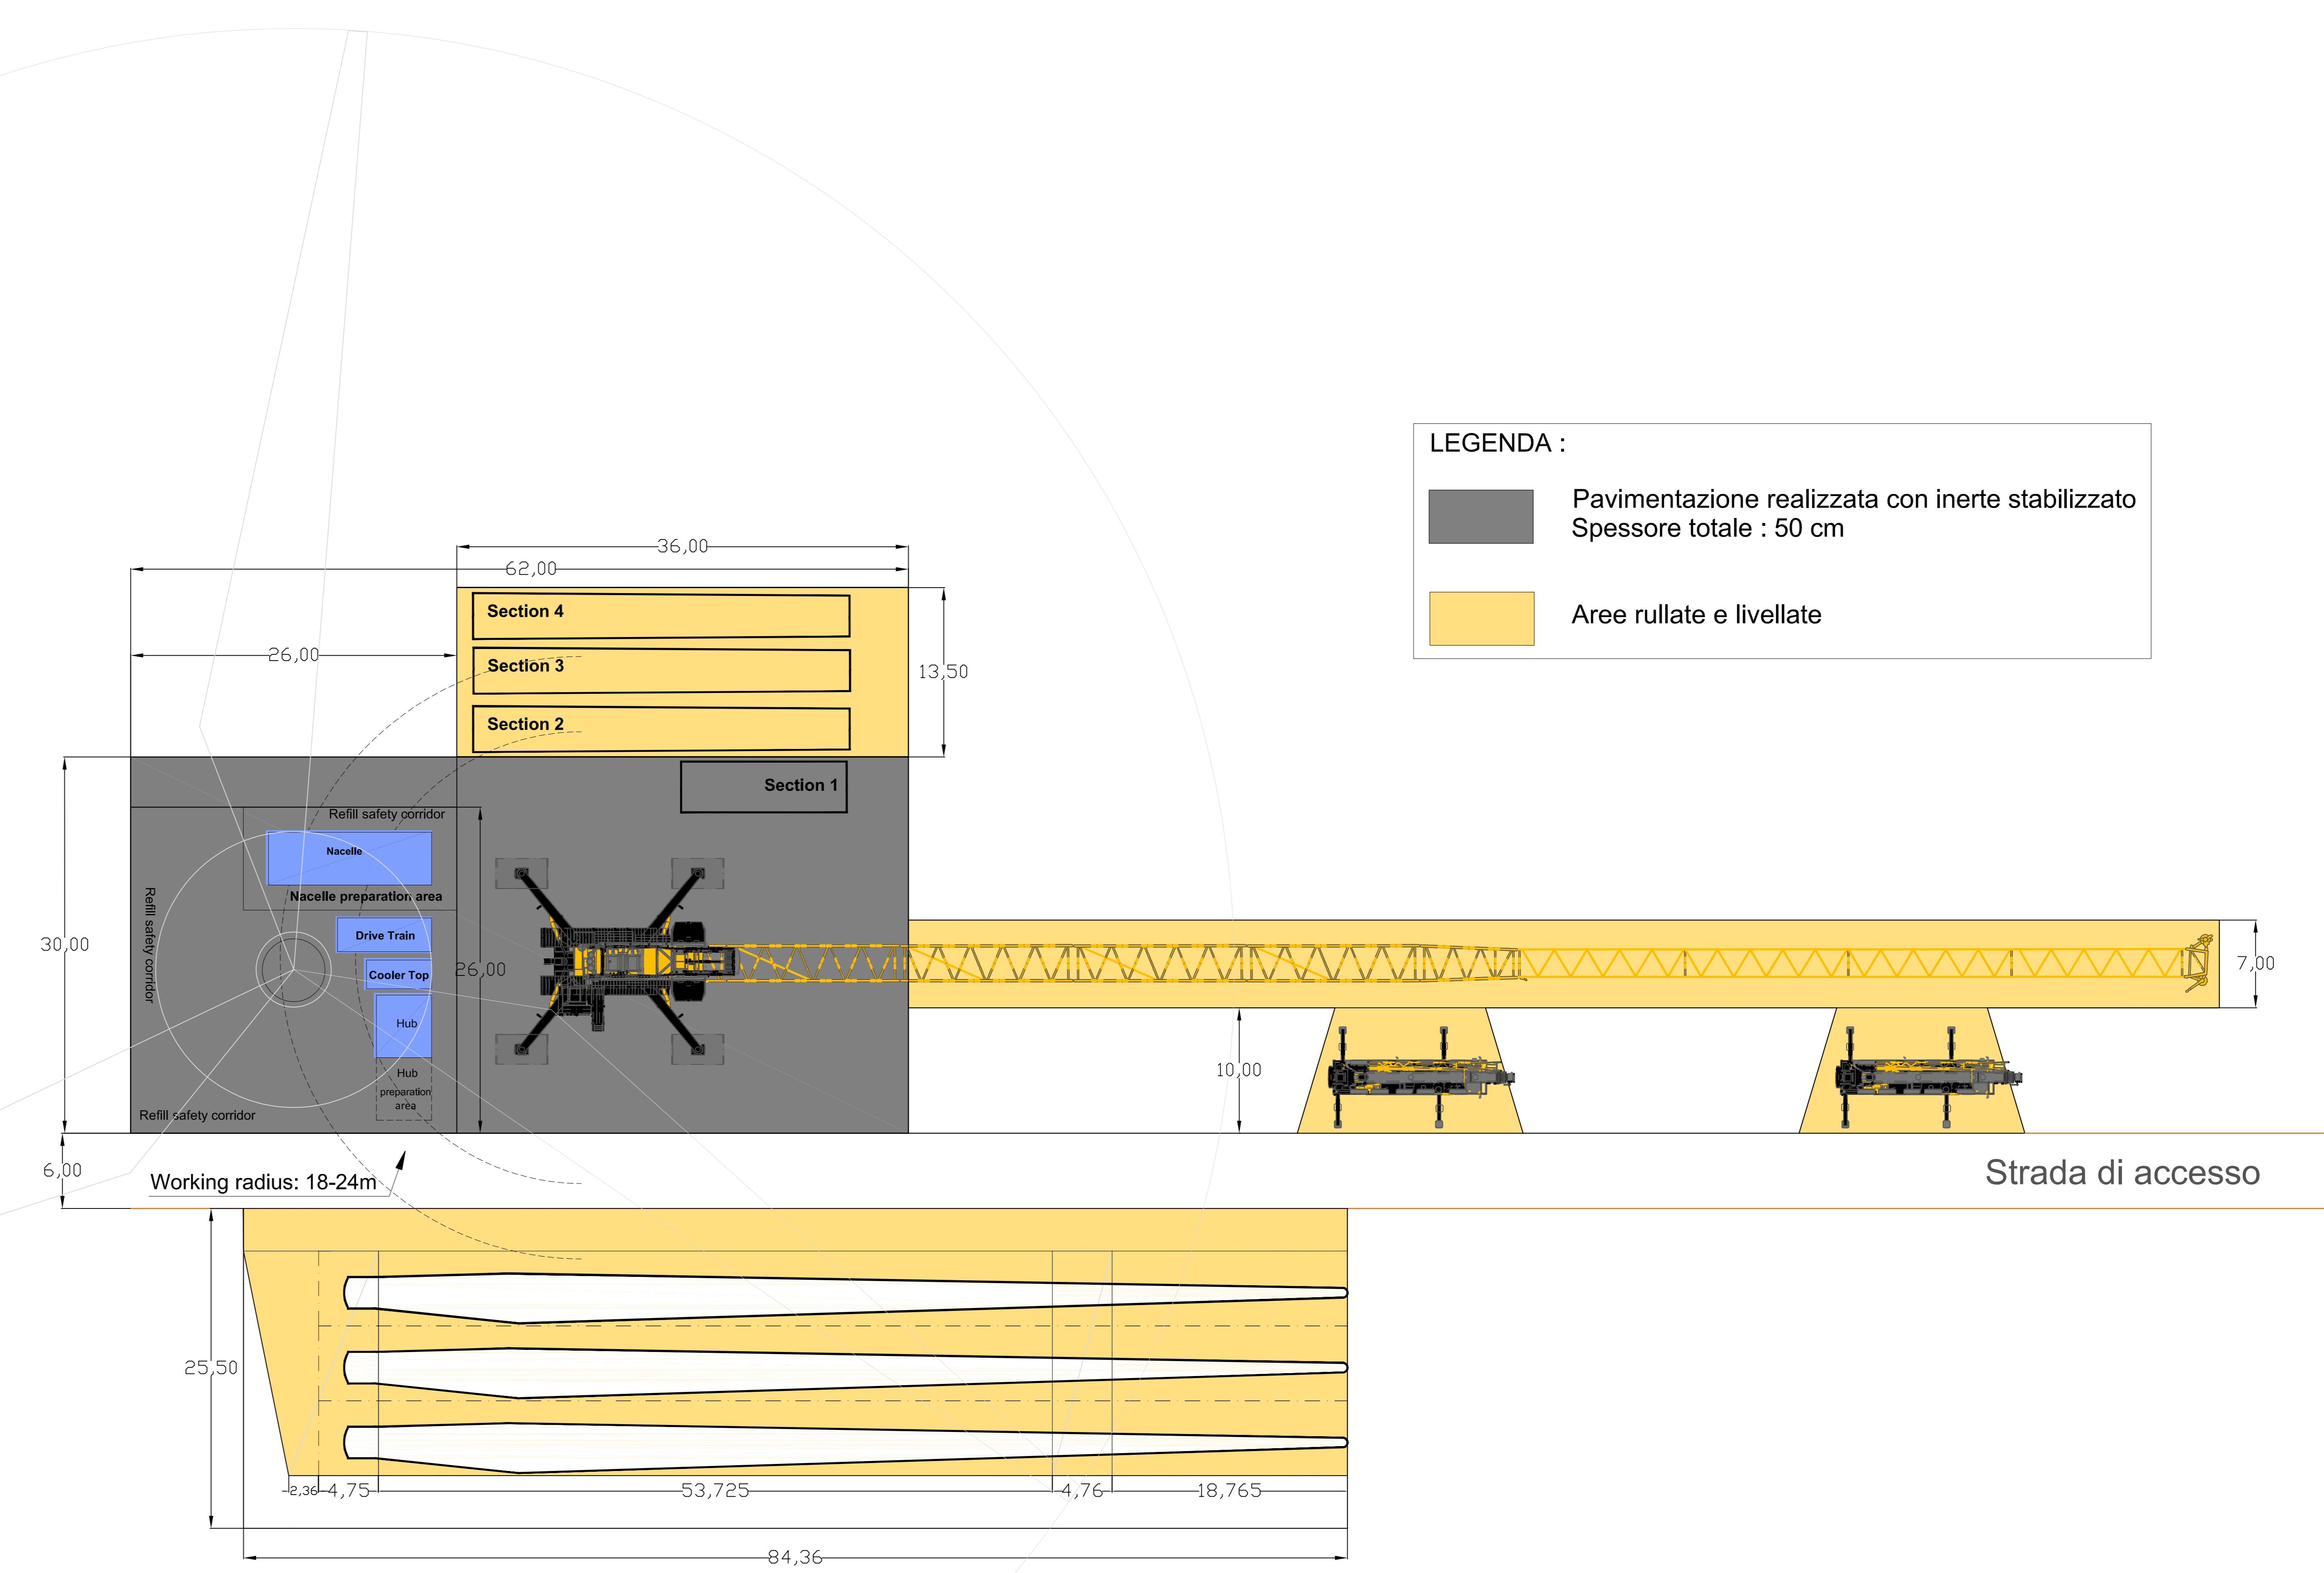 LEGENDA :
Pavimentazione realizzata con inerte stabilizzato
Spessore totale : 50 cm
Aree rullate e livellate
36,00
62,00
26,00
13,50
Section 4
Section 3
Section 2
Section 1
Refill safety corridor
Nacelle
Nacelle preparation area
Refill safety corridor
Drive Train
Cooler Top
Hub
Hub
preparation
area
Refill safety corridor
30,00
26,00
7,00
10,00
6,00
Working radius: 18-24m
Strada di accesso
25,50
2,36
4,75
53,725
4,76
18,765
84,36